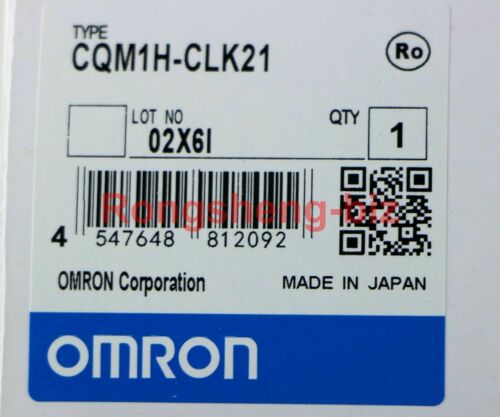 TYPE
CQM1H-CLK21
Ro
LOT NO
02X6I
QTY
1
Rongsheng-biz
4 547648 812092
OMRON Corporation
MADE IN JAPAN
OMRON